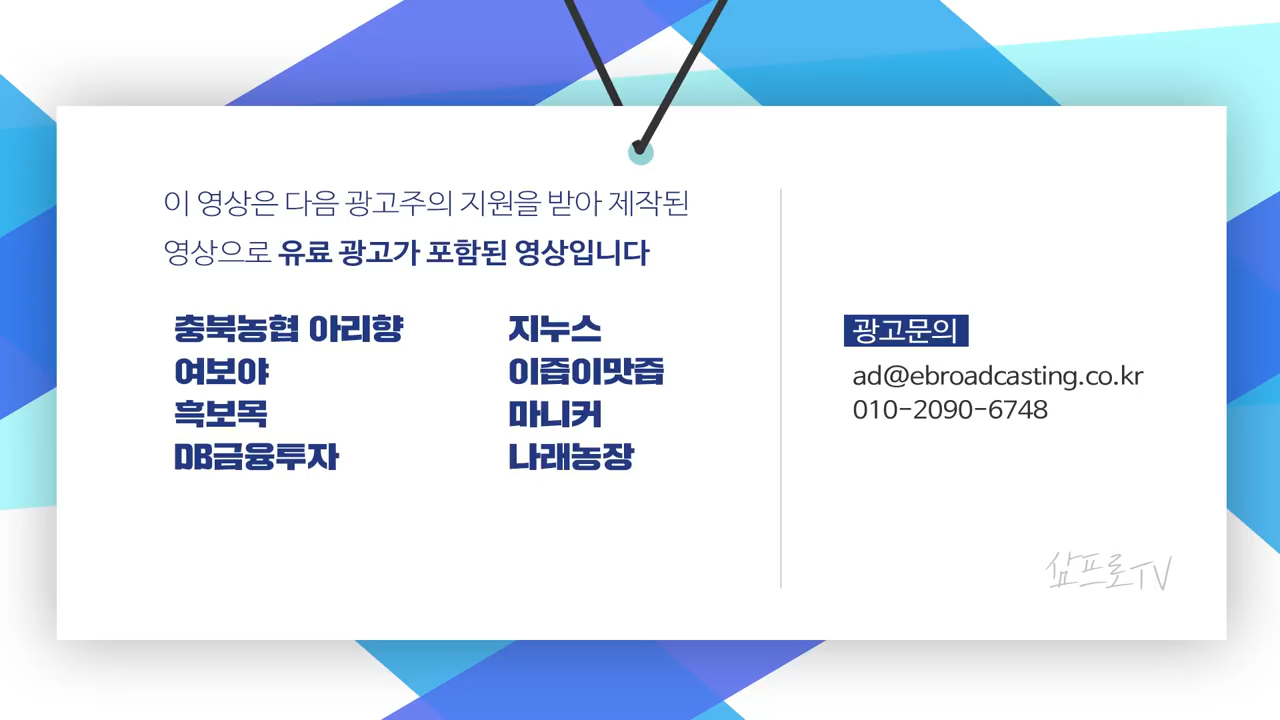 이 영상은 다음 광고주의 지원을 받아 제작된
영상으로 유료 광고가 포함된 영상입니다
충북농협 아리향
여보야
흑보목
DB금융투자
지누스
이즙이맛즙
마니커
나래농장
광고문의
ad@ebroadcasting.co.kr
010-2090-6748
삼프로TV